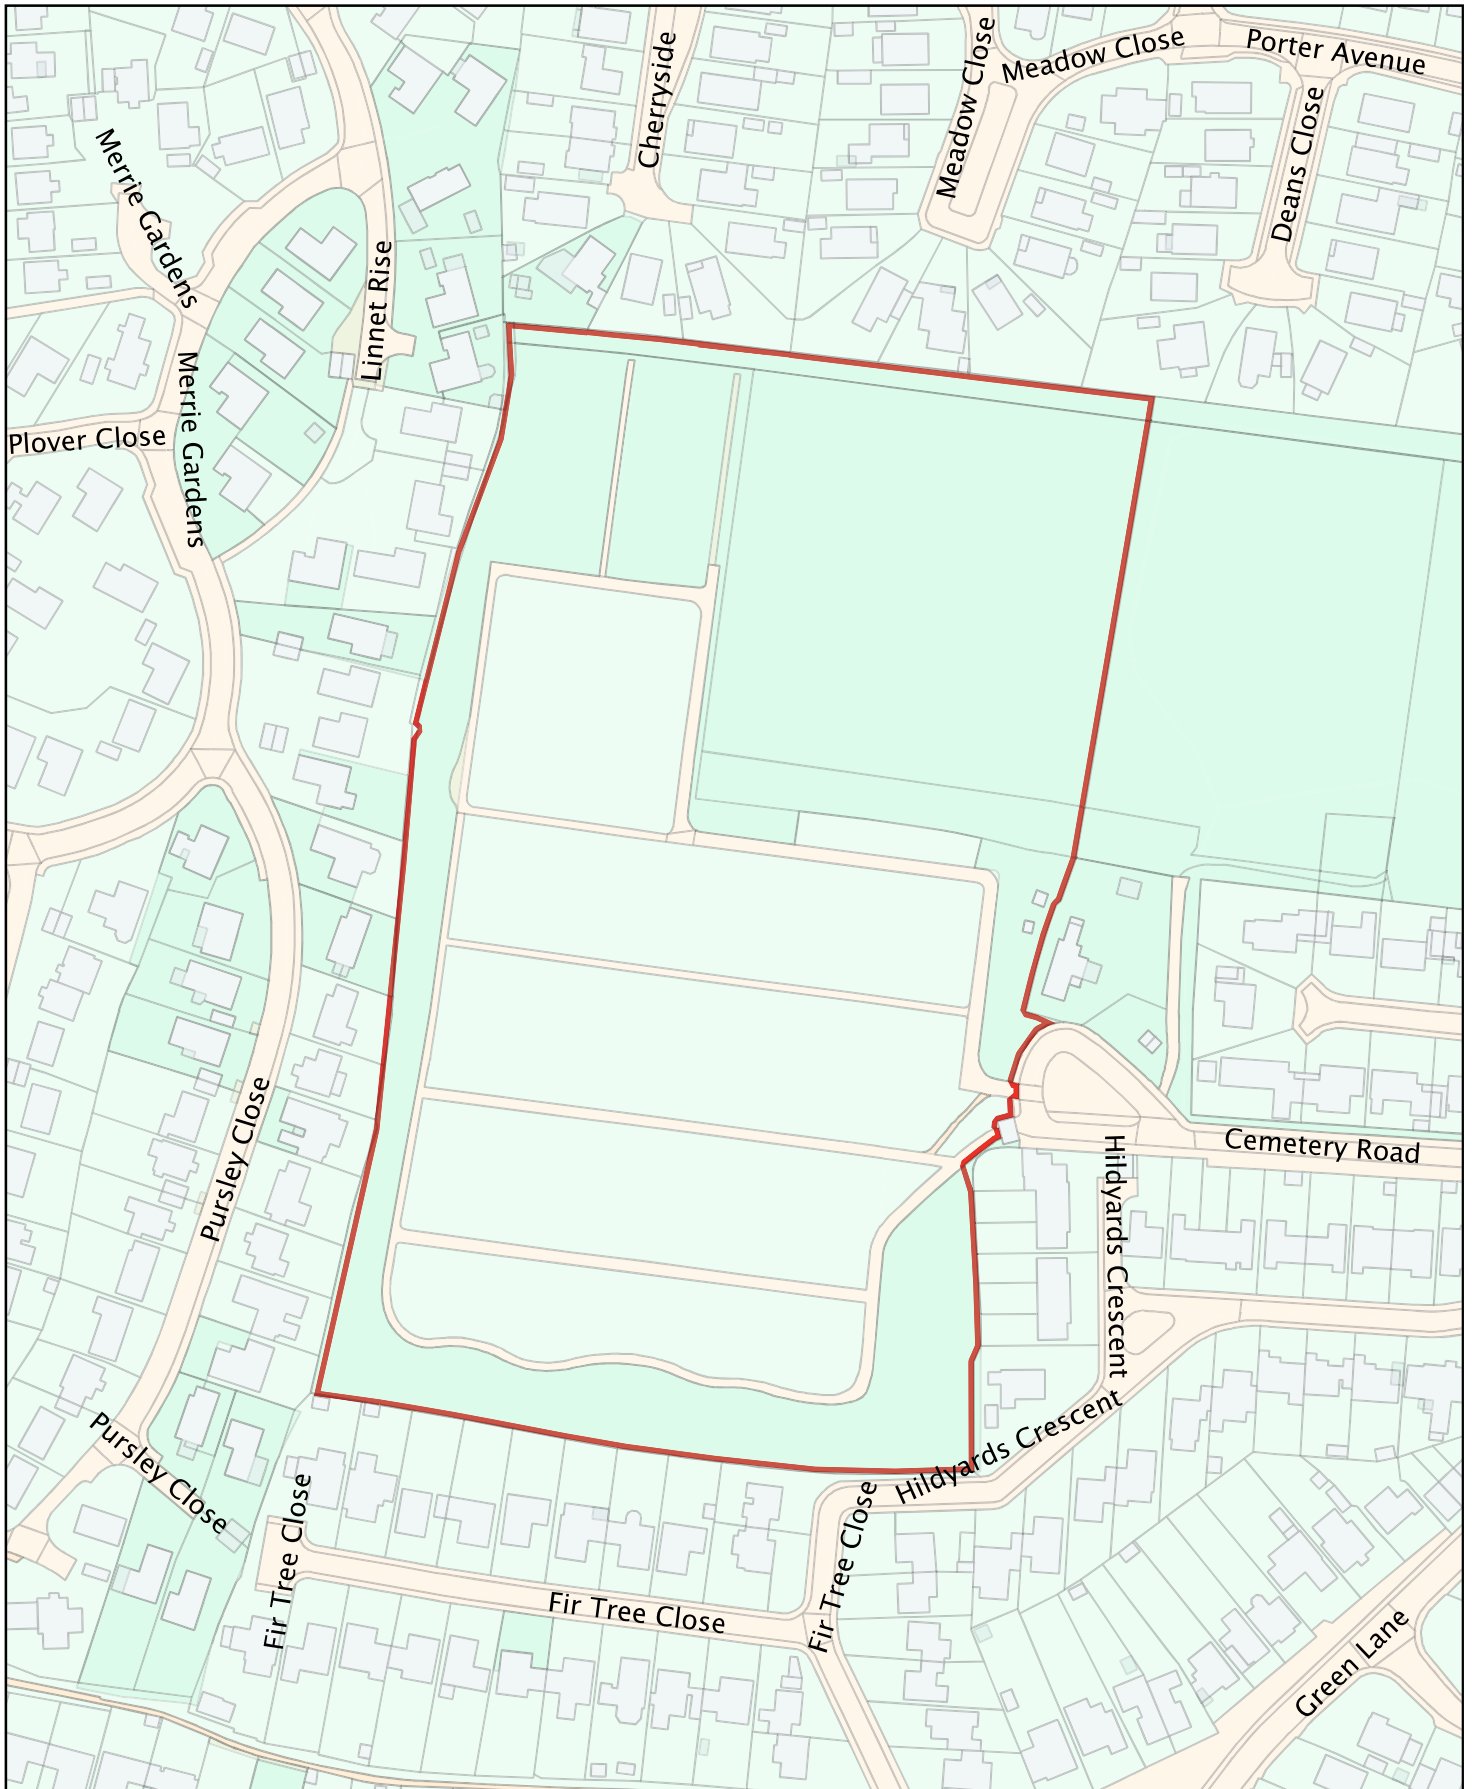 Cherryside
Meadow Close
Meadow Close
Porter Avenue
Deans Close
Merrie Gardens
Linnet Rise
Merrie Gardens
Plover Close
Pursley Close
Cemetery Road
Hildyards Crescent
Hildyards Crescent
Pursley Close
Fir Tree Close
Fir Tree Close
Fir Tree Close
Green Lane